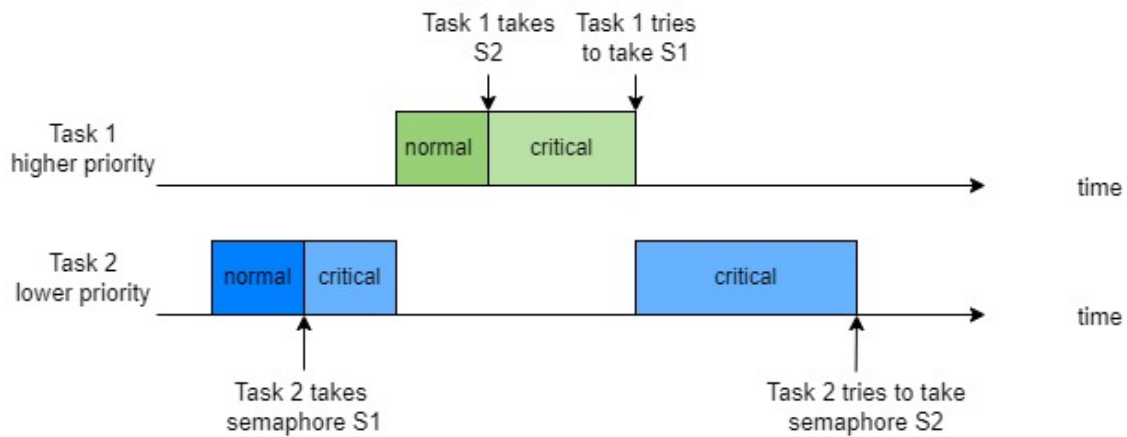 Task 1 takes
S2
Task 1 tries
to take S1
Task 1
higher priority
normal
critical
time
Task 2
lower priority
normal
critical
critical
time
Task 2 takes
semaphore S1
Task 2 tries to take
semaphore S2